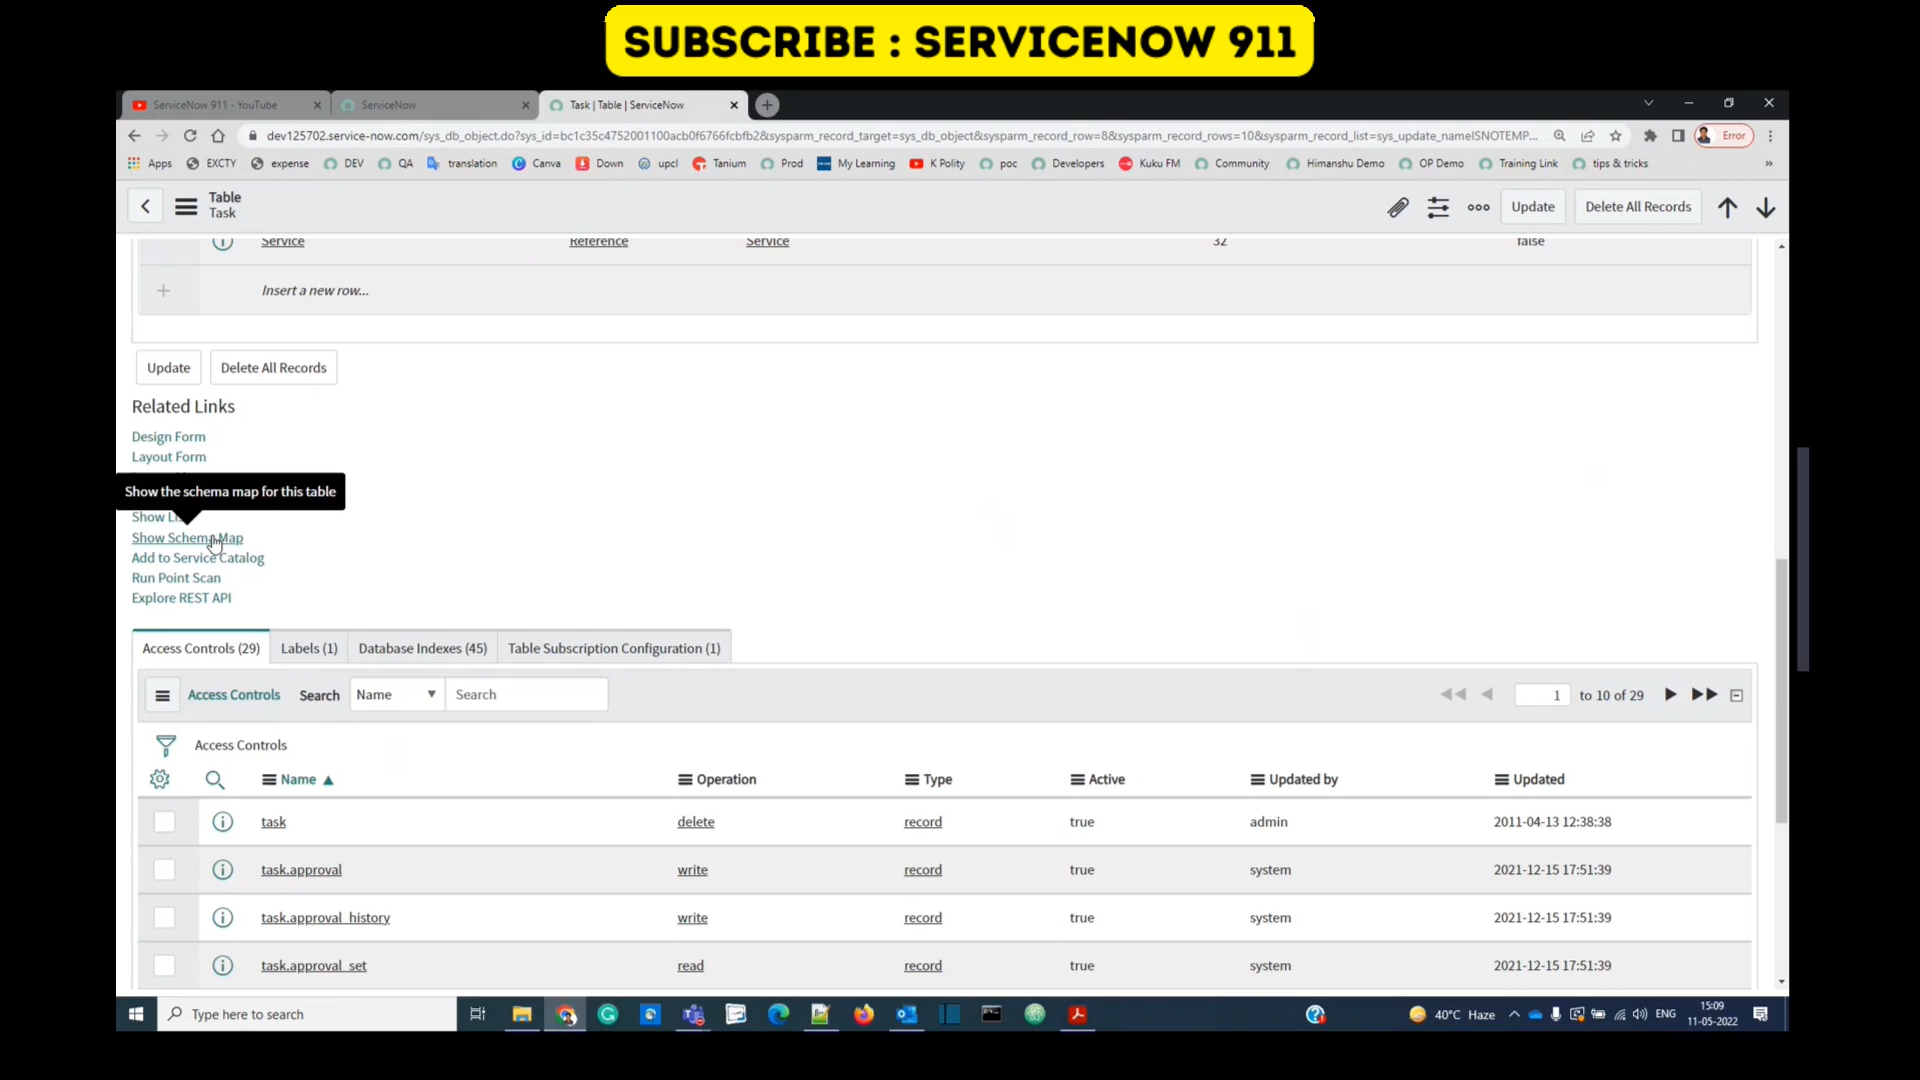 SUBSCRIBE : SERVICENOW 911
ServiceNow 911 - YouTube
ServiceNow
Task | Table | ServiceNow
dev125702.service-now.com/sys_db_object.do?sys_id=bc1c35c4752001100acb0f6766fcbfb2&sysparm_record_target=sys_db_object&sysparm_record_row=8&sysparm_record_rows=10&sysparm_record_list=sys_update_nameISNOTEMP...
Error
Apps EXCTY expense DEV QA translation Canva Down upcl Tanium Prod My Learning K Polity poc Developers Kuku FM Community Himanshu Demo OP Demo Training Link tips & tricks »
Table
Task
Update Delete All Records
Service Reference Service 32 false
Insert a new row...
Update Delete All Records
Related Links
Design Form
Layout Form
Show the schema map for this table
Show Li
Show Schema Map
Add to Service Catalog
Run Point Scan
Explore REST API
Access Controls (29) Labels (1) Database Indexes (45) Table Subscription Configuration (1)
Access Controls Search Name Search 1 to 10 of 29
Access Controls
Name Operation Type Active Updated by Updated
task delete record true admin 2011-04-13 12:38:38
task.approval write record true system 2021-12-15 17:51:39
task.approval_history write record true system 2021-12-15 17:51:39
task.approval_set read record true system 2021-12-15 17:51:39
Type here to search
40°C Haze ENG
15:09
11-05-2022